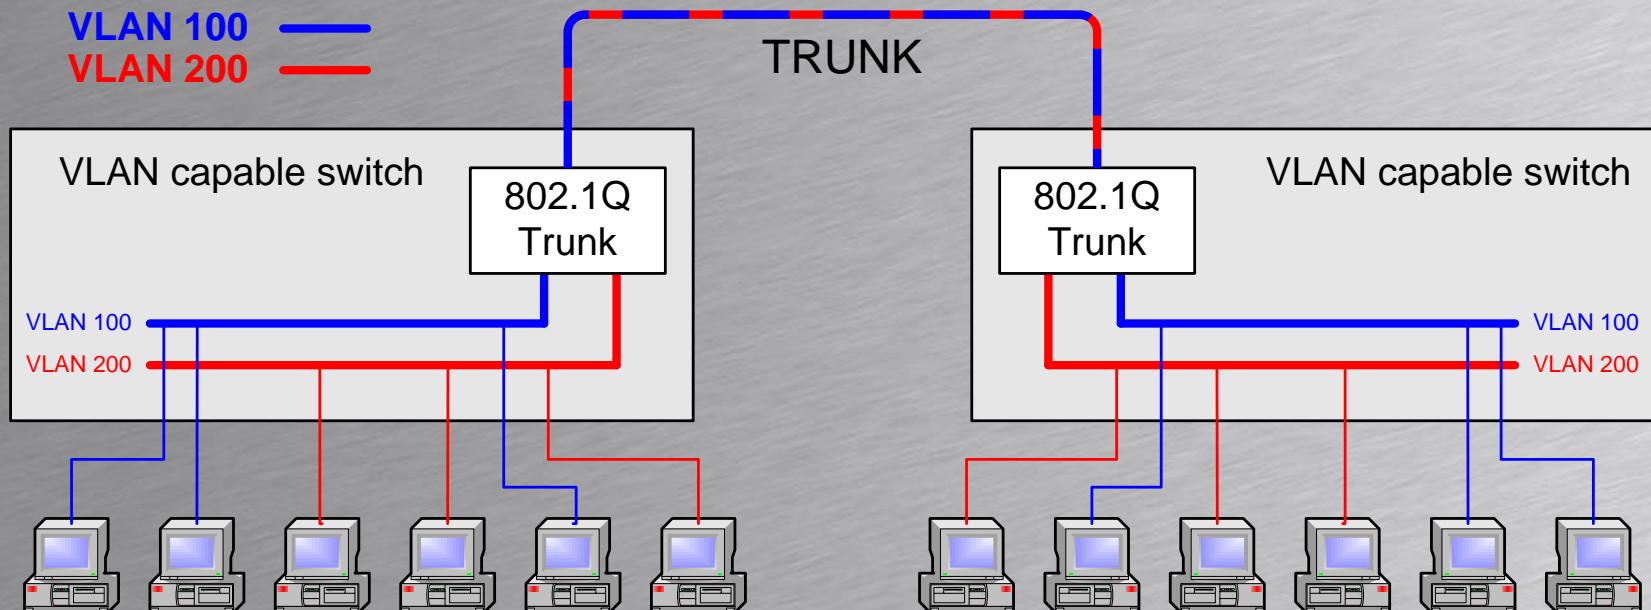 VLAN 100
VLAN 200
TRUNK
VLAN capable switch
802.1Q
Trunk
VLAN 100
VLAN 200
802.1Q
Trunk
VLAN capable switch
VLAN 100
VLAN 200